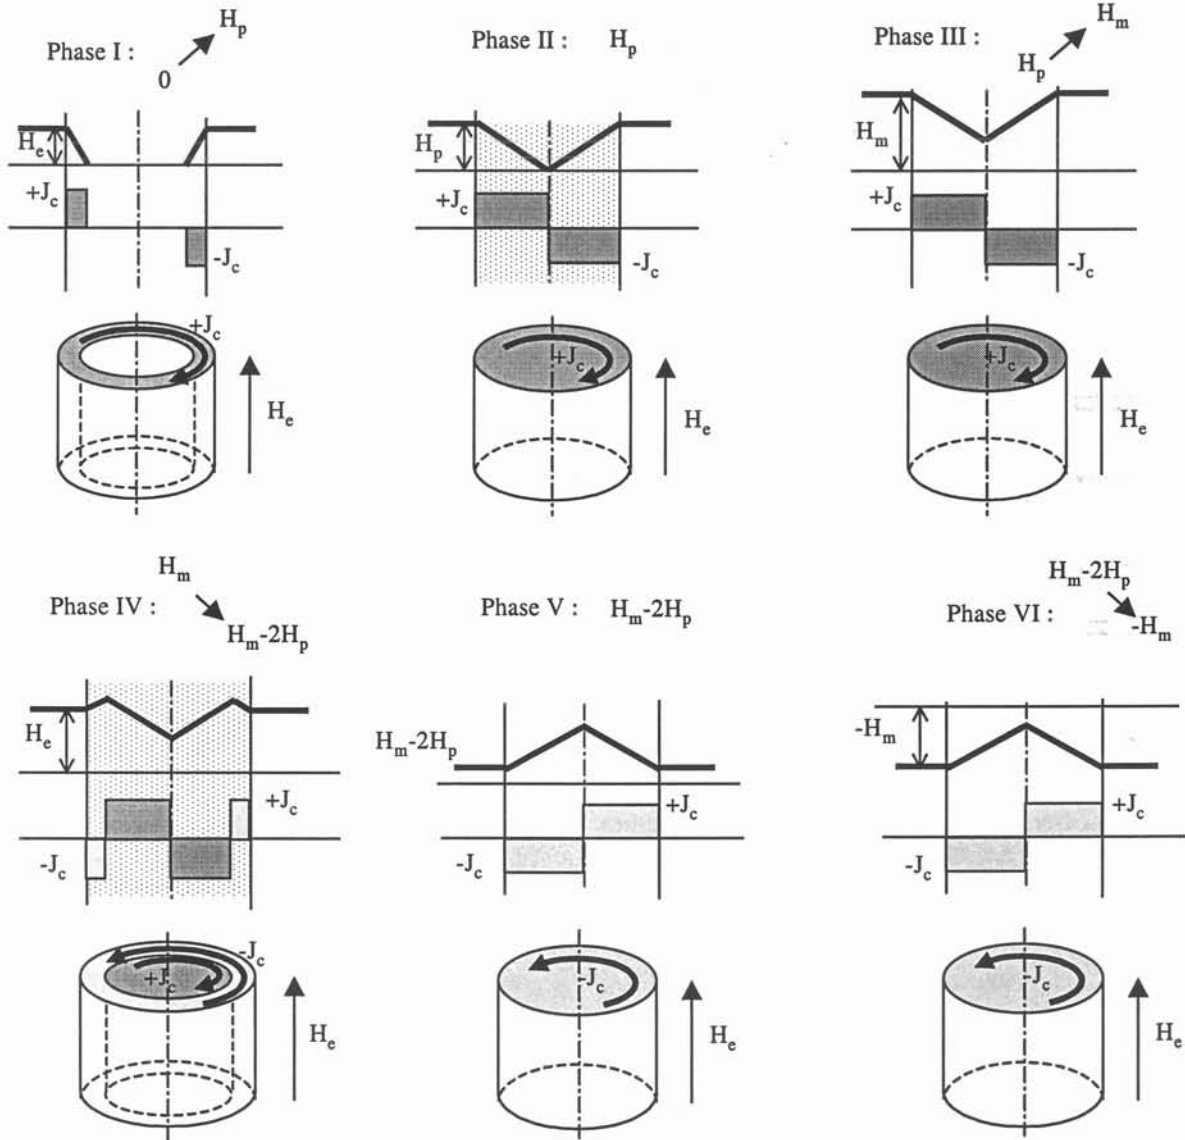 Phase I : 0 H_p
H_e
+J_c
-J_c
+J_c
H_e
Phase II : H_p
H_p
+J_c
-J_c
+J_c
H_e
Phase III : H_p H_m
H_m
+J_c
-J_c
+J_c
H_e
Phase IV : H_m H_m-2H_p
H_e
+J_c
-J_c
-J_c
+J_c
H_e
Phase V : H_m-2H_p
H_m-2H_p
+J_c
-J_c
-J_c
H_e
Phase VI : H_m-2H_p -H_m
-H_m
+J_c
-J_c
-J_c
H_e